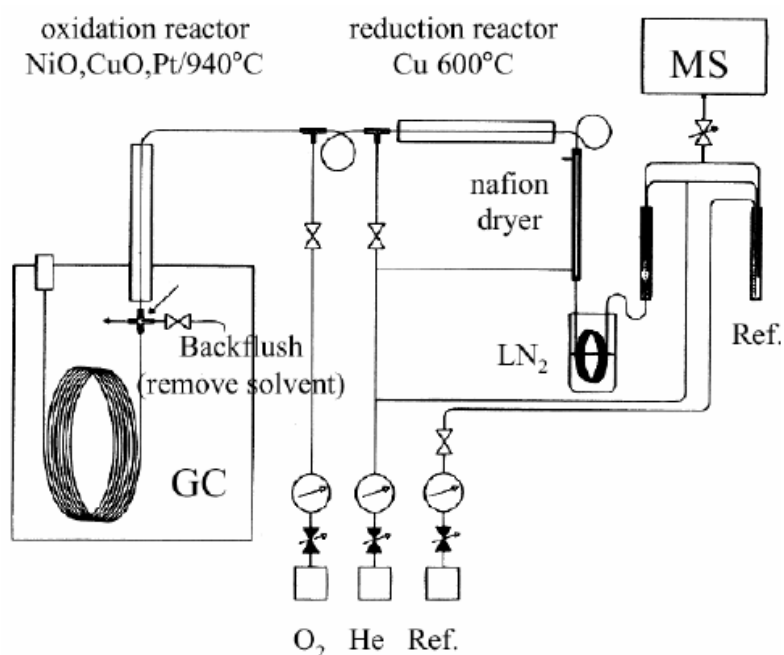 oxidation reactor
NiO,CuO,Pt/940°C
reduction reactor
Cu 600°C
MS
nafion
dryer
Backflush
(remove solvent)
GC
LN₂
Ref.
O₂ He Ref.